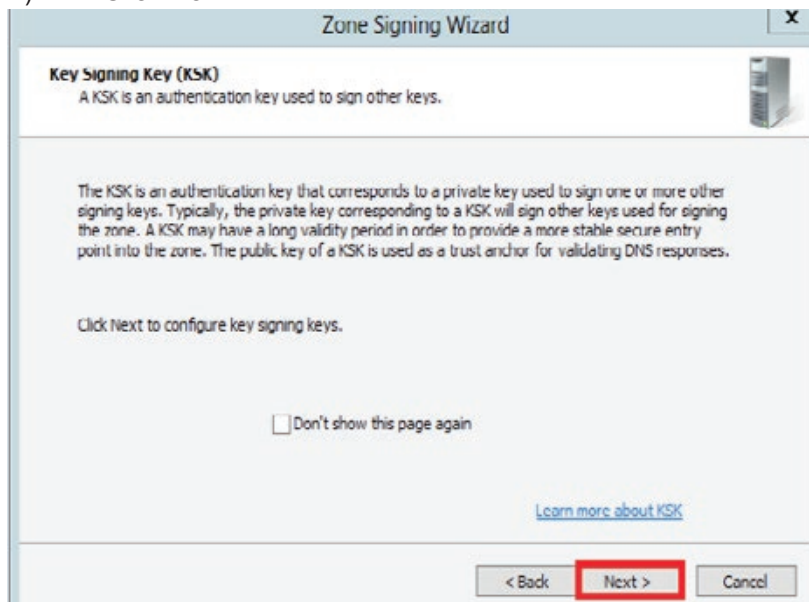 Zone Signing Wizard
x
Key Signing Key (KSK)
A KSK is an authentication key used to sign other keys.
The KSK is an authentication key that corresponds to a private key used to sign one or more other
signing keys. Typically, the private key corresponding to a KSK will sign other keys used for signing
the zone. A KSK may have a long validity period in order to provide a more stable secure entry
point into the zone. The public key of a KSK is used as a trust anchor for validating DNS responses.
Click Next to configure key signing keys.
Don't show this page again
Learn more about KSK
< Back Next > Cancel